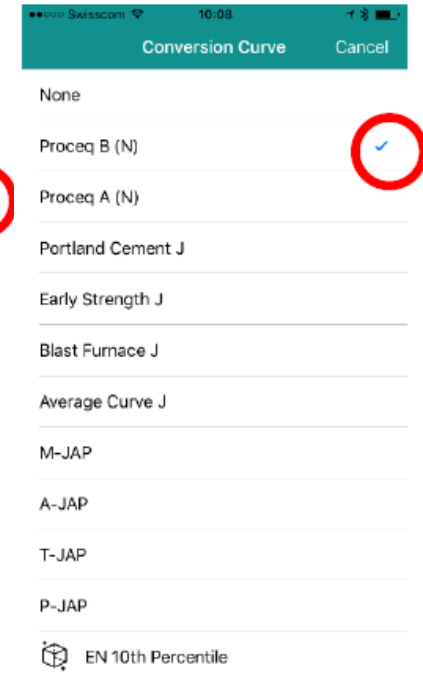 Swisscom 10:08
Conversion Curve Cancel
None
Proceq B (N)
Proceq A (N)
Portland Cement J
Early Strength J
Blast Furnace J
Average Curve J
M-JAP
A-JAP
T-JAP
P-JAP
EN 10th Percentile